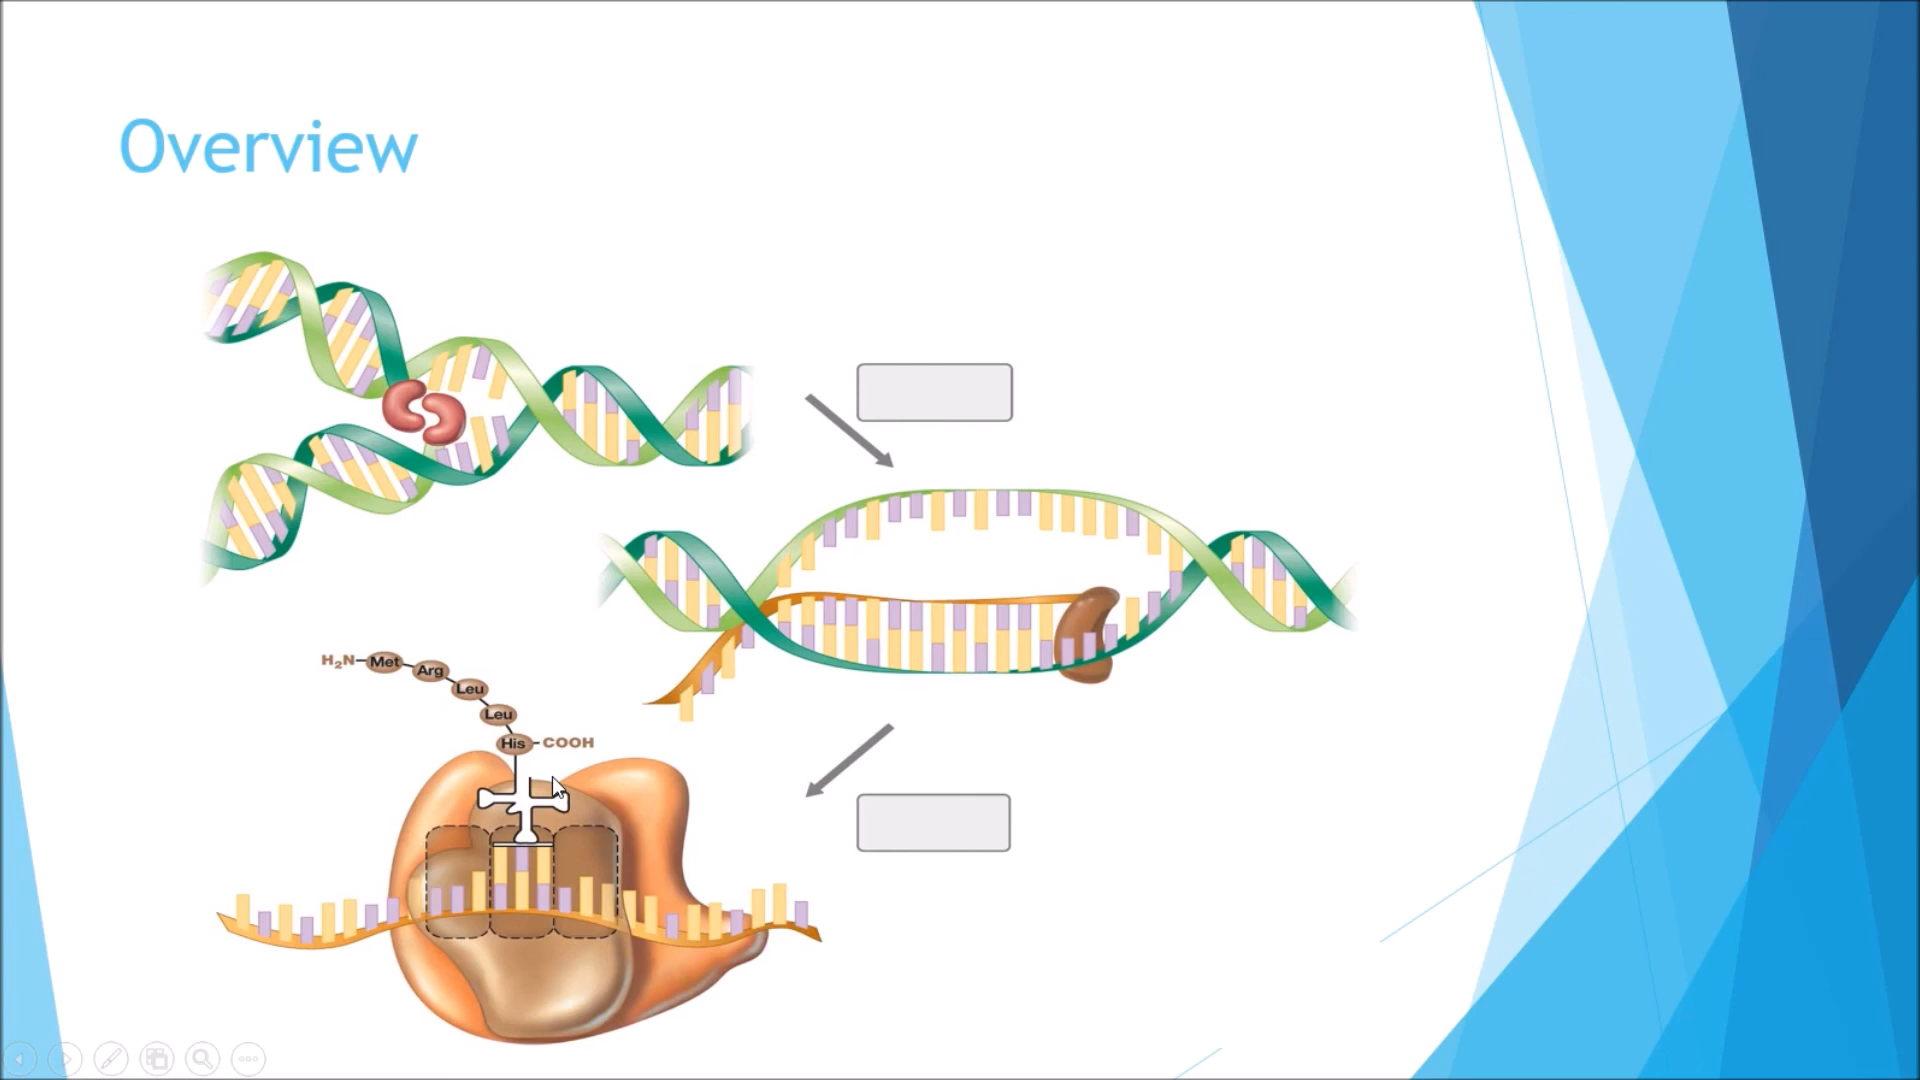 Overview
H₂N
Met
Arg
Leu
Leu
His
COOH